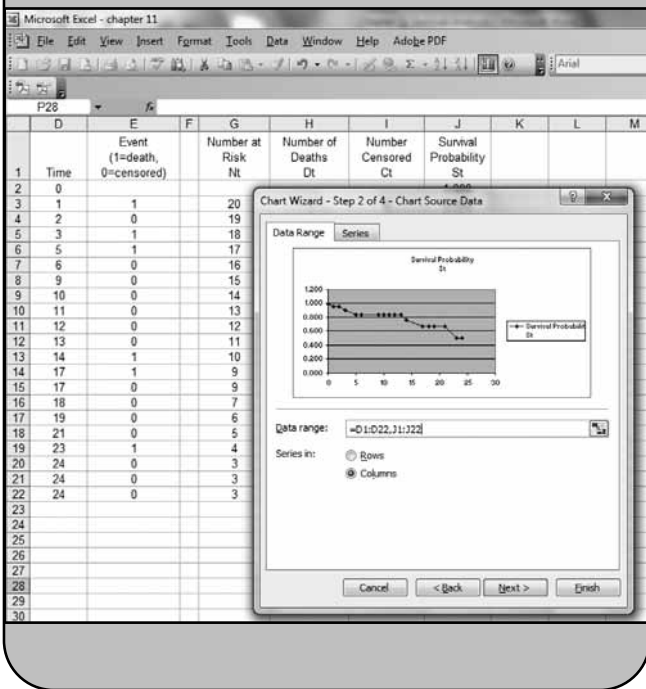 Microsoft Excel - chapter 11
File Edit View Insert Format Tools Data Window Help Adobe PDF
Arial
P28 fx
D E F G H I J K L M
Event Number at Number of Number Survival
(1=death, Risk Deaths Censored Probability
1 Time 0=censored) Nt Dt Ct St
2 0 1.000
3 1 1 20
4 2 0 19
5 3 1 18
6 5 1 17
7 6 0 16
8 9 0 15
9 10 0 14
10 11 0 13
11 12 0 12
12 13 0 11
13 14 1 10
14 17 1 9
15 17 0 9
16 18 0 7
17 19 0 6
18 21 0 5
19 23 1 4
20 24 0 3
21 24 0 3
22 24 0 3
23
24
25
26
27
28
29
30
Chart Wizard - Step 2 of 4 - Chart Source Data
Data Range Series
Survival Probability
St
1.200
1.000
0.800
0.600
0.400
0.200
0.000
0 5 10 15 20 25 30
Survival Probabilit
St
Data range: =D1:D22,J1:J22
Series in: Rows
Columns
Cancel < Back Next > Finish